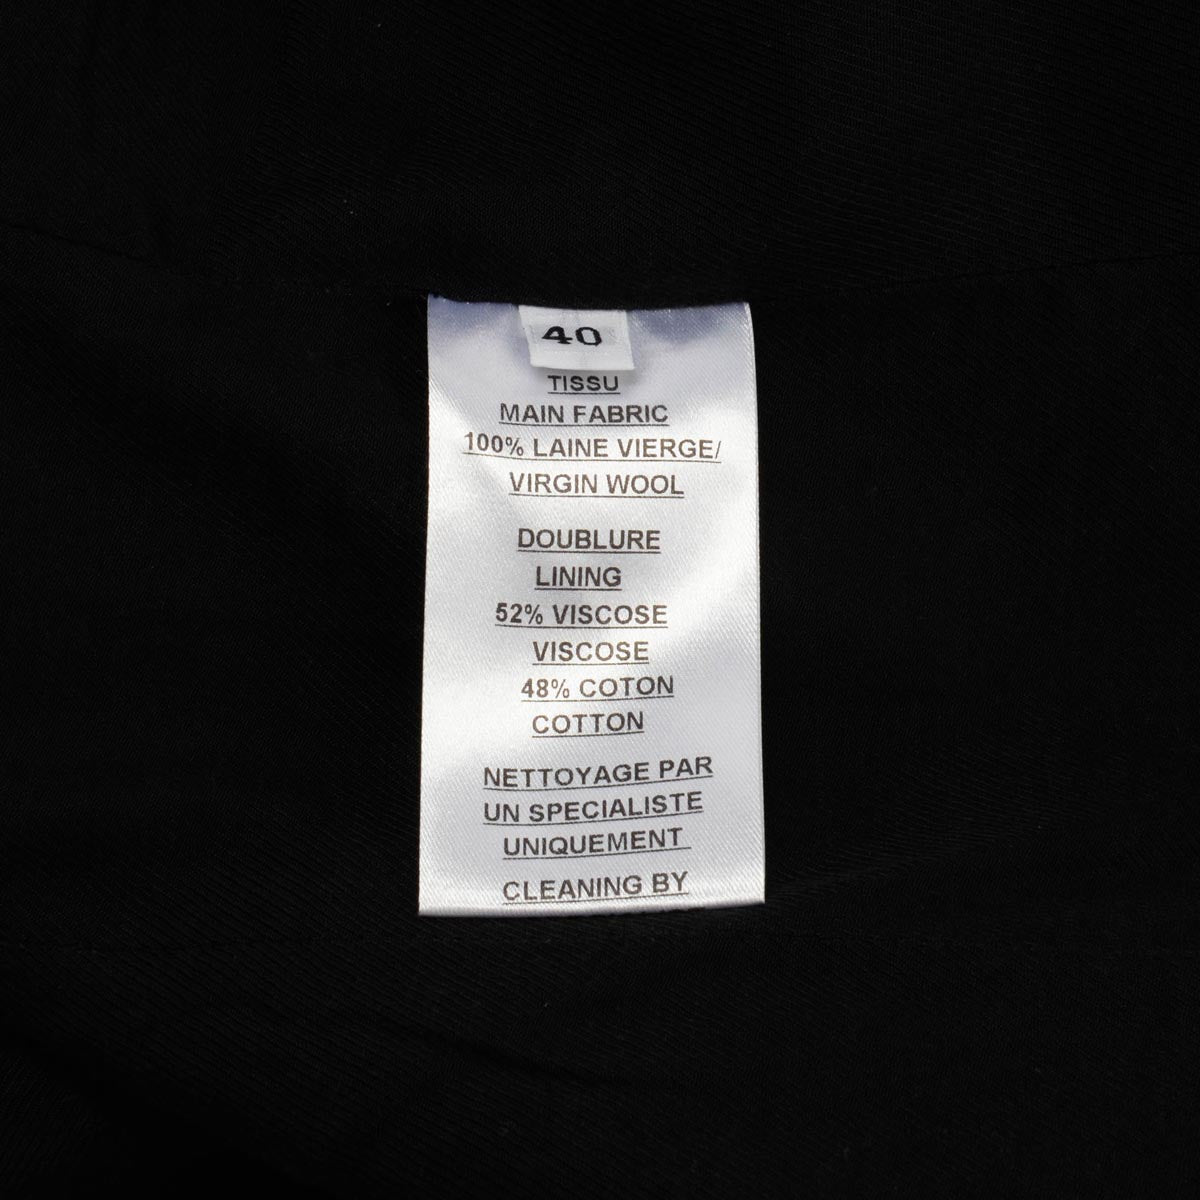 40
TISSU
MAIN FABRIC
100% LAINE VIERGE/
VIRGIN WOOL
DOUBLURE
LINING
52% VISCOSE
VISCOSE
48% COTON
COTTON
NETTOYAGE PAR
UN SPECIALISTE
UNIQUEMENT
CLEANING BY